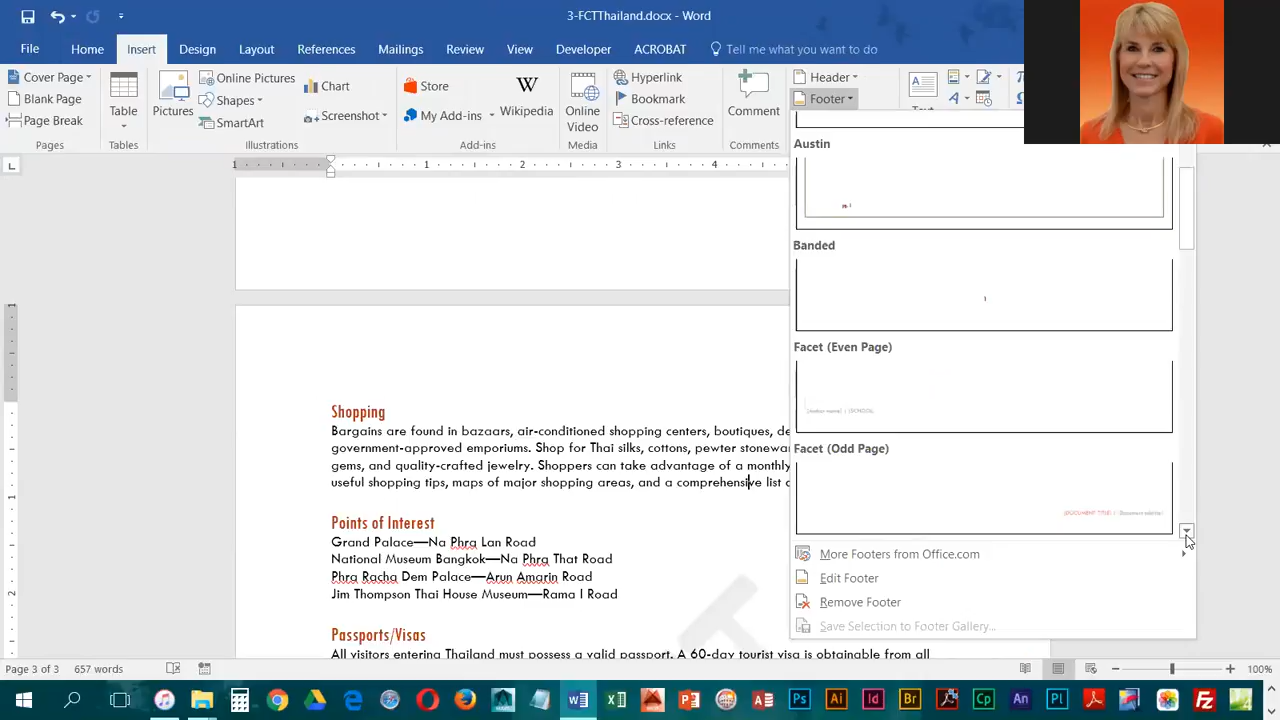 3-FCTThailand.docx - Word
File Home Insert Design Layout References Mailings Review View Developer ACROBAT Tell me what you want to do
Cover Page
Blank Page
Page Break
Pages
Table
Pictures
Online Pictures
Shapes
SmartArt
Chart
Screenshot
Illustrations
Store
My Add-ins
Wikipedia
Add-ins
Online Video
Media
Hyperlink
Bookmark
Cross-reference
Links
Comment
Comments
Header
Footer
Austin
Banded
Facet (Even Page)
Facet (Odd Page)
[DOCUMENT TITLE] | [Document subtitle]
More Footers from Office.com
Edit Footer
Remove Footer
Save Selection to Footer Gallery...
1 1 2 3 4
Shopping
Bargains are found in bazaars, air-conditioned shopping centers, boutiques, de
government-approved emporiums. Shop for Thai silks, cottons, pewter stonewa
gems, and quality-crafted jewelry. Shoppers can take advantage of a monthly
useful shopping tips, maps of major shopping areas, and a comprehensive list
Points of Interest
Grand Palace—Na Phra Lan Road
National Museum Bangkok—Na Phra That Road
Phra Racha Dem Palace—Arun Amarin Road
Jim Thompson Thai House Museum—Rama I Road
Passports/Visas
All visitors entering Thailand must possess a valid passport. A 60-day tourist visa is obtainable from all
Page 3 of 3 657 words 100%